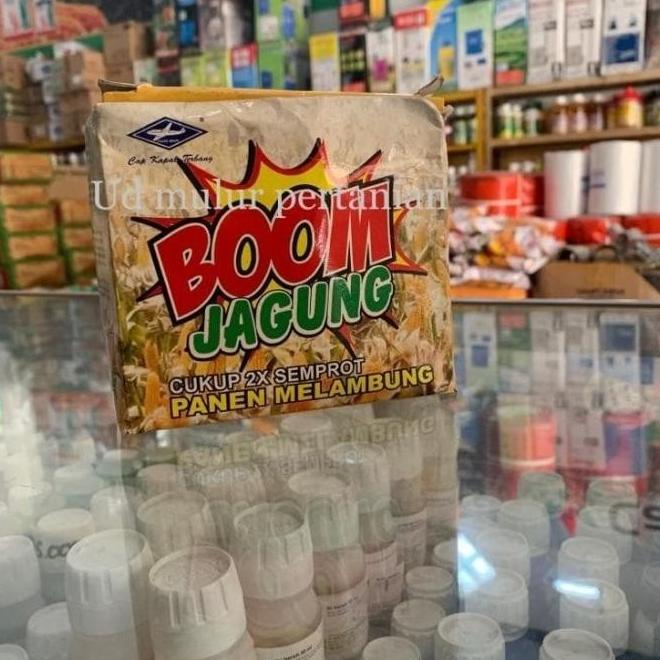 Cap Kapal Terbang
Ud mulur pertanian
BOOM
JAGUNG
CUKUP 2X SEMPROT
PANEN MELAMBUNG